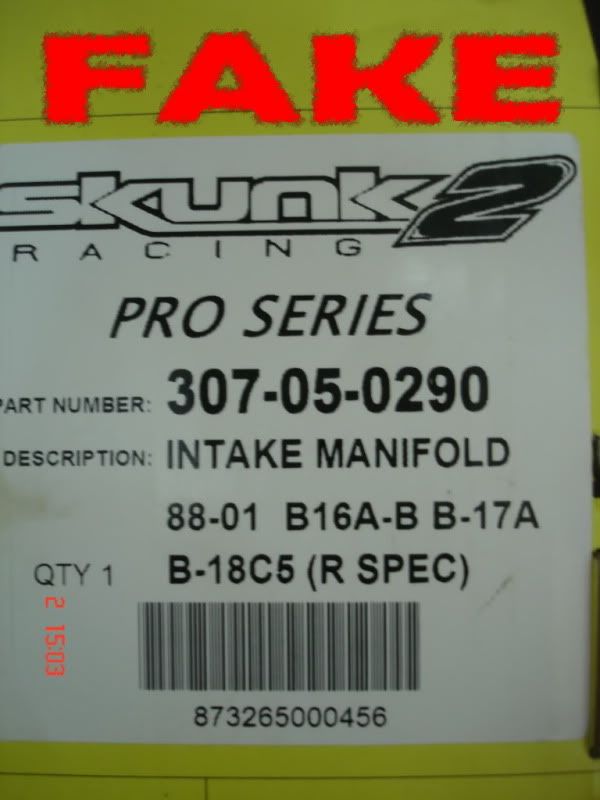 FAKE
skunk2
RACING
PRO SERIES
PART NUMBER: 307-05-0290
DESCRIPTION: INTAKE MANIFOLD
88-01 B16A-B B-17A
QTY 1 B-18C5 (R SPEC)
2 15:03
873265000456